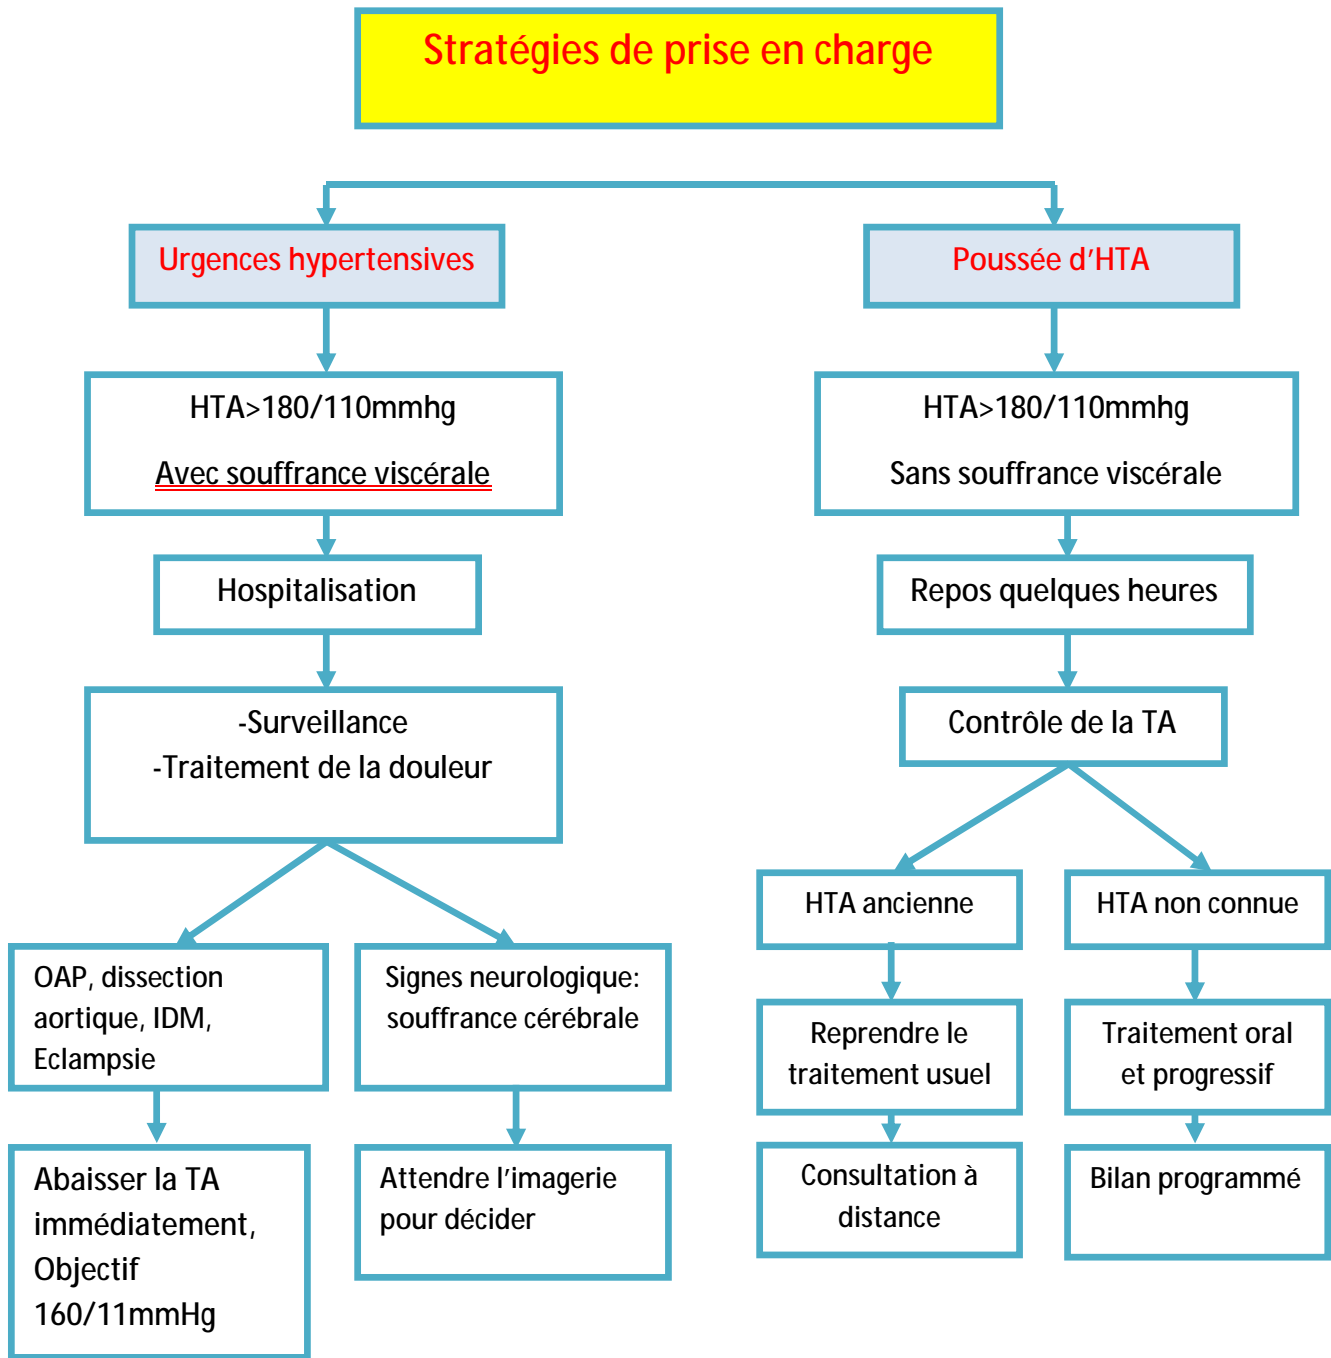 Stratégies de prise en charge
Urgences hypertensives
Poussée d'HTA
HTA>180/110mmhg
Avec souffrance viscérale
HTA>180/110mmhg
Sans souffrance viscérale
Hospitalisation
Repos quelques heures
-Surveillance
-Traitement de la douleur
Contrôle de la TA
HTA ancienne
HTA non connue
OAP, dissection
aortique, IDM,
Eclampsie
Signes neurologique:
souffrance cérébrale
Reprendre le
traitement usuel
Traitement oral
et progressif
Abaisser la TA
immédiatement,
Objectif
160/11mmHg
Attendre l'imagerie
pour décider
Consultation à
distance
Bilan programmé